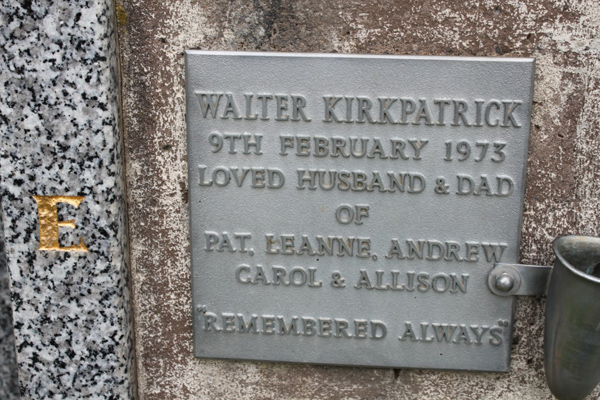 WALTER KIRKPATRICK
9TH FEBRUARY 1973
LOVED HUSBAND & DAD
OF
PAT, LEANNE, ANDREW
CAROL & ALLISON
"REMEMBERED ALWAYS"
E